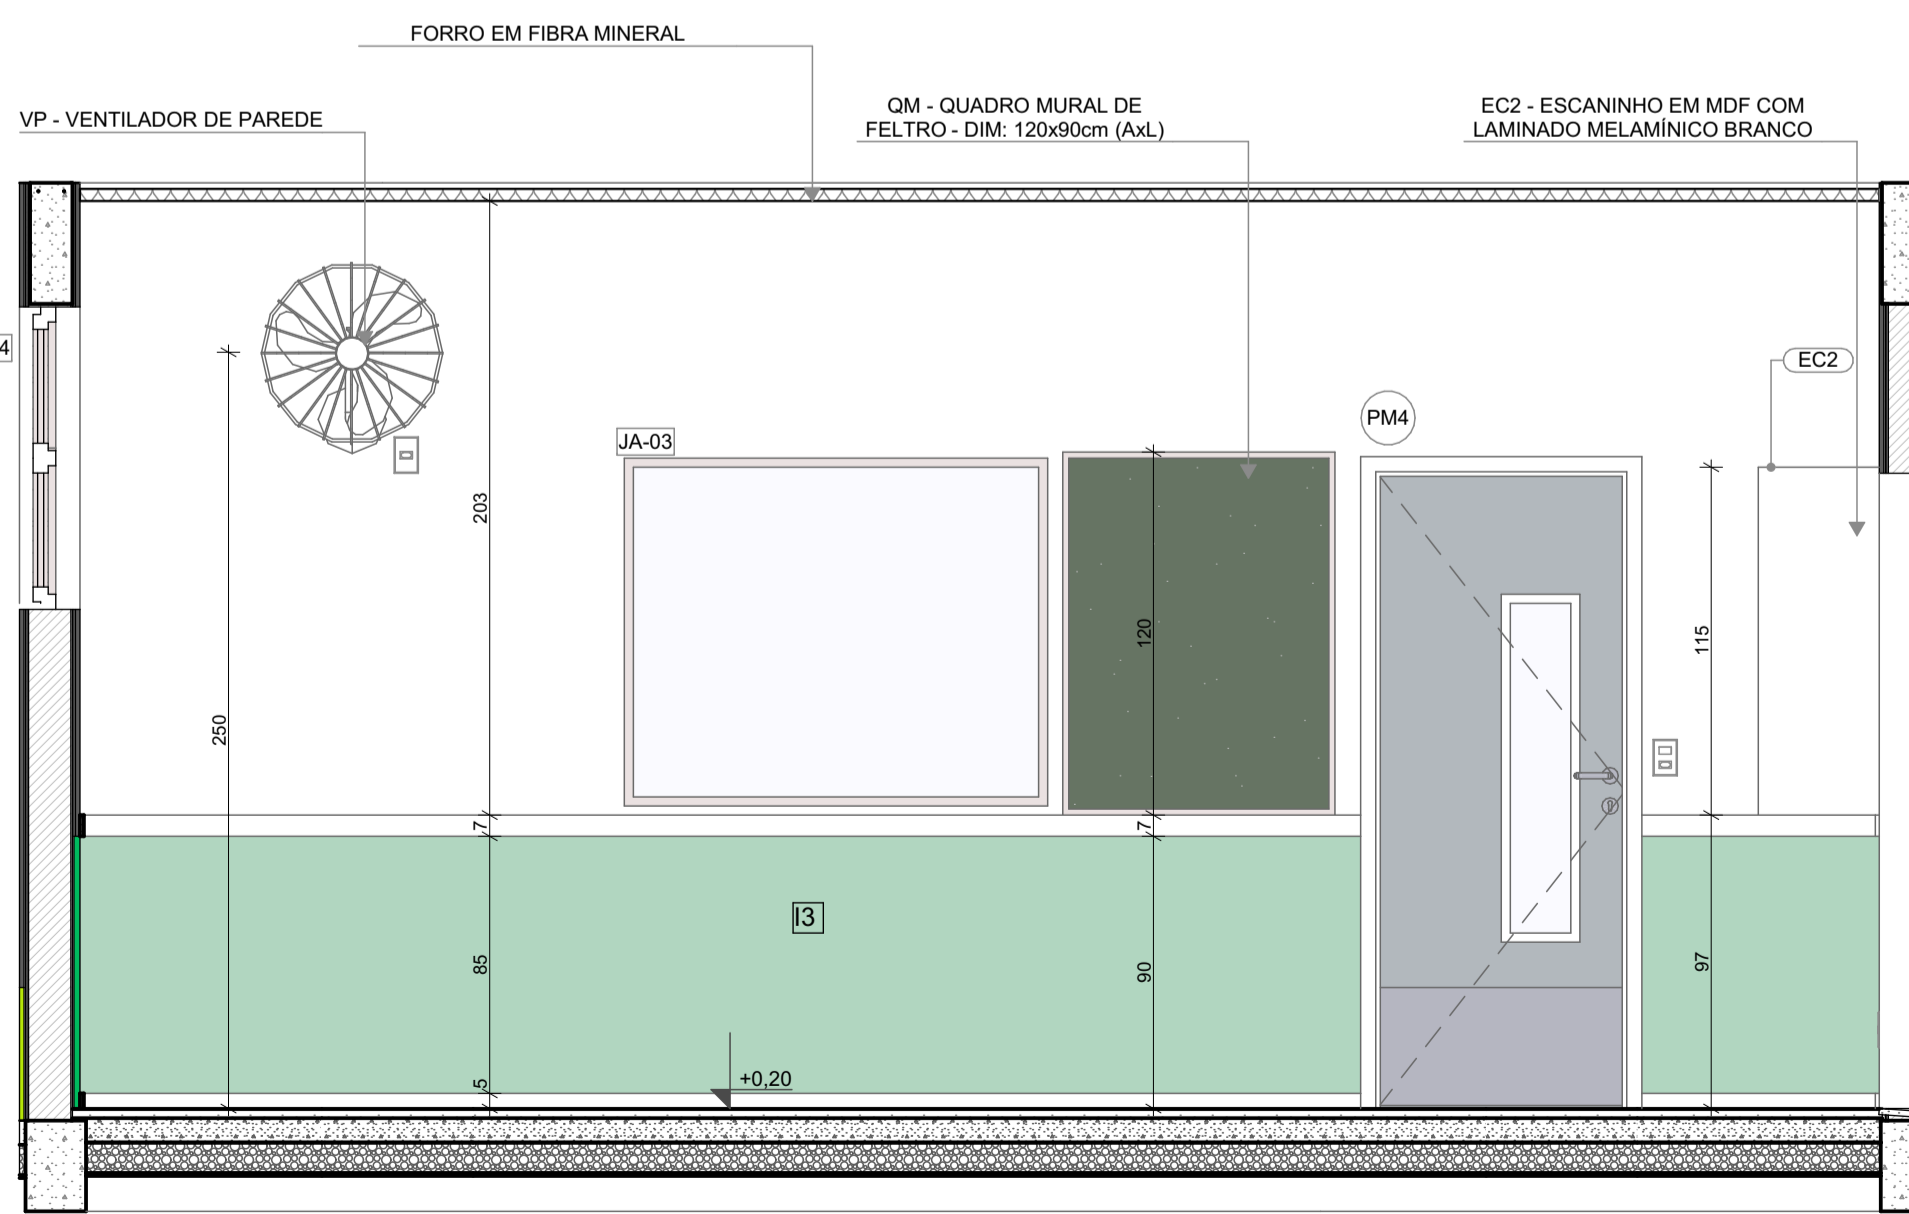 FORRO EM FIBRA MINERAL
VP - VENTILADOR DE PAREDE
QM - QUADRO MURAL DE
FELTRO - DIM: 120x90cm (AxL)
EC2 - ESCANINHO EM MDF COM
LAMINADO MELAMÍNICO BRANCO
4
EC2
PM4
JA-03
203
120
115
250
7
7
I3
85
90
97
5
+0,20